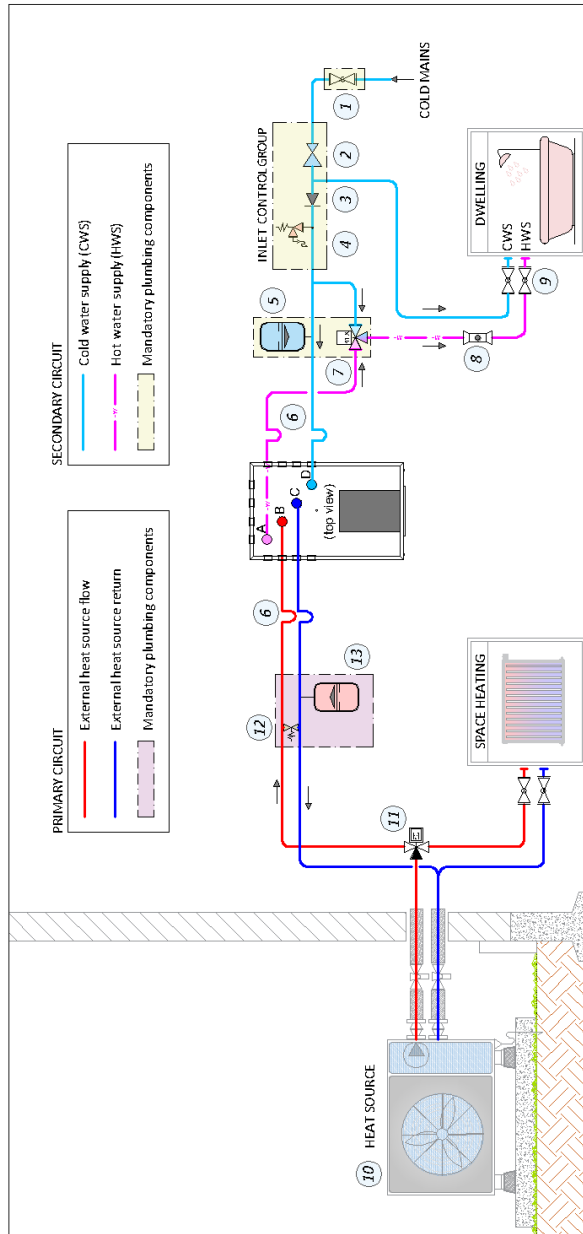 PRIMARY CIRCUIT
External heat source flow
External heat source return
Mandatory plumbing components
SECONDARY CIRCUIT
Cold water supply (CWS)
Hot water supply (HWS)
Mandatory plumbing components
HEAT SOURCE
10
11
12
13
6
SPACE HEATING
A
B
C
D
(top view)
6
5
7
INLET CONTROL GROUP
4
3
2
1
COLD MAINS
8
9
CWS
HWS
DWELLING